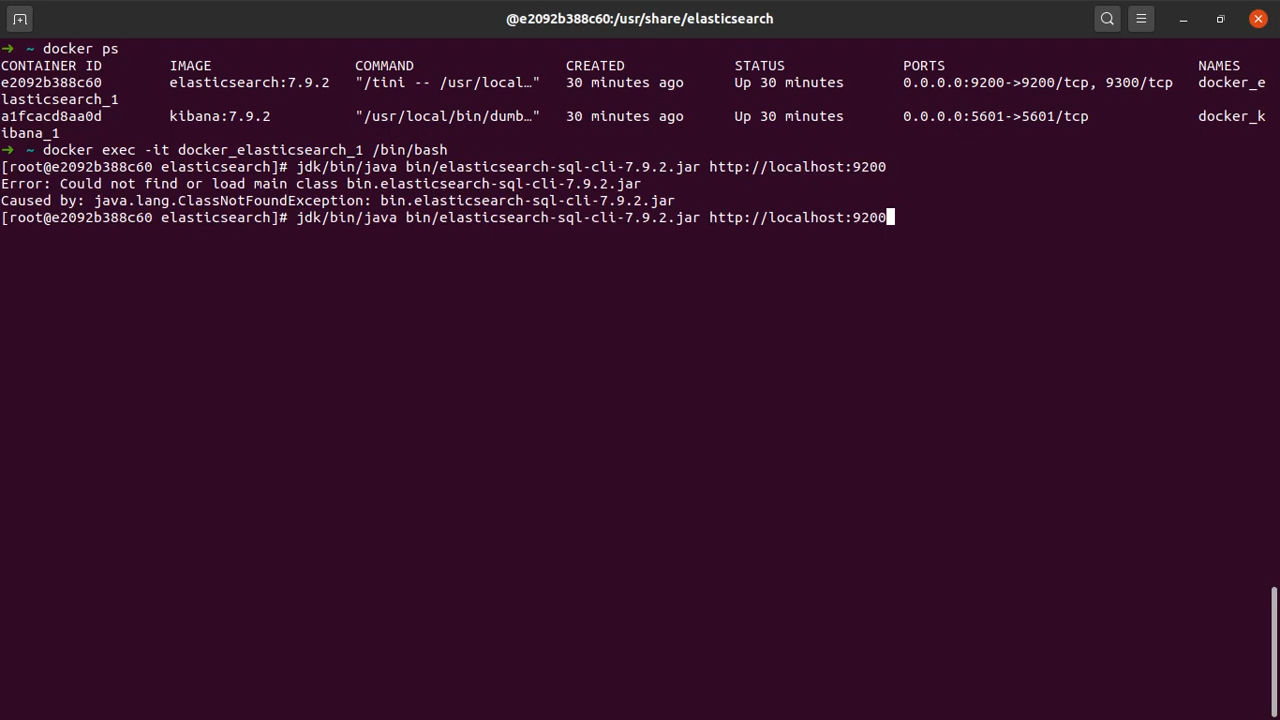 @e2092b388c60:/usr/share/elasticsearch
➜ ~ docker ps
CONTAINER ID IMAGE COMMAND CREATED STATUS PORTS NAMES
e2092b388c60 elasticsearch:7.9.2 "/tini -- /usr/local…" 30 minutes ago Up 30 minutes 0.0.0.0:9200->9200/tcp, 9300/tcp docker_e
lasticsearch_1
a1fcacd8aa0d kibana:7.9.2 "/usr/local/bin/dumb…" 30 minutes ago Up 30 minutes 0.0.0.0:5601->5601/tcp docker_k
ibana_1
➜ ~ docker exec -it docker_elasticsearch_1 /bin/bash
[root@e2092b388c60 elasticsearch]# jdk/bin/java bin/elasticsearch-sql-cli-7.9.2.jar http://localhost:9200
Error: Could not find or load main class bin.elasticsearch-sql-cli-7.9.2.jar
Caused by: java.lang.ClassNotFoundException: bin.elasticsearch-sql-cli-7.9.2.jar
[root@e2092b388c60 elasticsearch]# jdk/bin/java bin/elasticsearch-sql-cli-7.9.2.jar http://localhost:9200